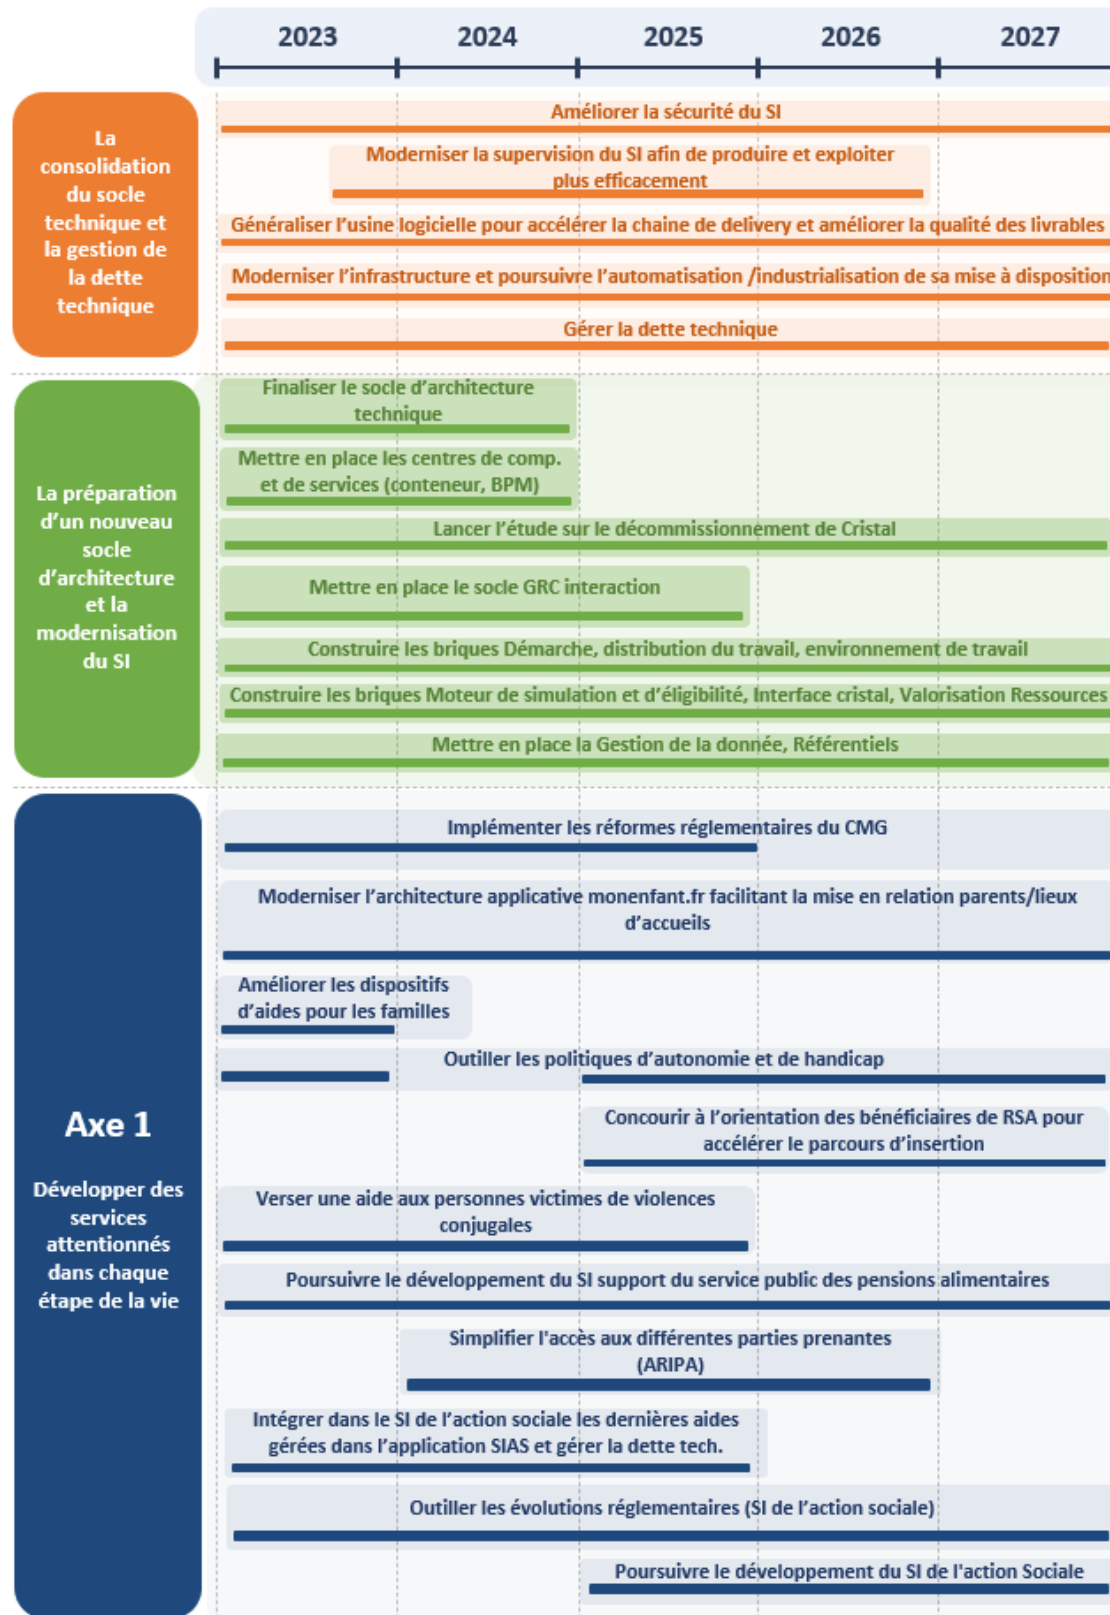 2023 2024 2025 2026 2027
La
consolidation
du socle
technique et
la gestion de
la dette
technique
Améliorer la sécurité du SI
Moderniser la supervision du SI afin de produire et exploiter
plus efficacement
Généraliser l'usine logicielle pour accélérer la chaine de delivery et améliorer la qualité des livrables
Moderniser l'infrastructure et poursuivre l'automatisation /industrialisation de sa mise à disposition
Gérer la dette technique
La préparation
d'un nouveau
socle
d'architecture
et la
modernisation
du SI
Finaliser le socle d'architecture
technique
Mettre en place les centres de comp.
et de services (conteneur, BPM)
Lancer l'étude sur le décommissionnement de Cristal
Mettre en place le socle GRC interaction
Construire les briques Démarche, distribution du travail, environnement de travail
Construire les briques Moteur de simulation et d'éligibilité, Interface cristal, Valorisation Ressources
Mettre en place la Gestion de la donnée, Référentiels
Axe 1
Développer des
services
attentionnés
dans chaque
étape de la vie
Implémenter les réformes réglementaires du CMG
Moderniser l'architecture applicative monenfant.fr facilitant la mise en relation parents/lieux
d'accueils
Améliorer les dispositifs
d'aides pour les familles
Outiller les politiques d'autonomie et de handicap
Concourir à l'orientation des bénéficiaires de RSA pour
accélérer le parcours d'insertion
Verser une aide aux personnes victimes de violences
conjugales
Poursuivre le développement du SI support du service public des pensions alimentaires
Simplifier l'accès aux différentes parties prenantes
(ARIPA)
Intégrer dans le SI de l'action sociale les dernières aides
gérées dans l'application SIAS et gérer la dette tech.
Outiller les évolutions réglementaires (SI de l'action sociale)
Poursuivre le développement du SI de l'action Sociale